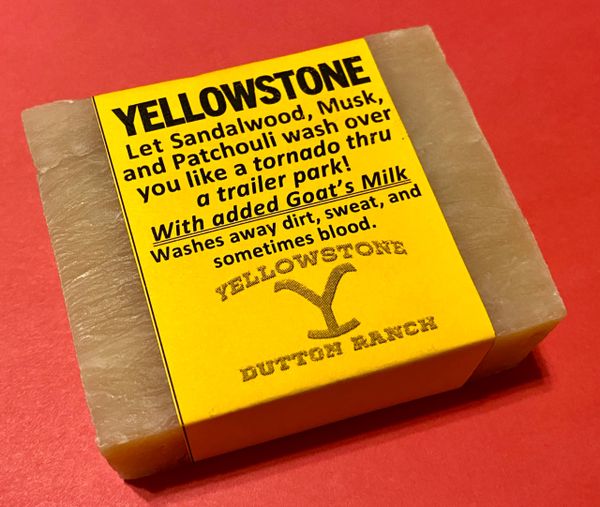 YELLOWSTONE
Let Sandalwood, Musk,
and Patchouli wash over
you like a tornado thru
a trailer park!
With added Goat's Milk
Washes away dirt, sweat, and
sometimes blood.
YELLOWSTONE
Y
DUTTON RANCH